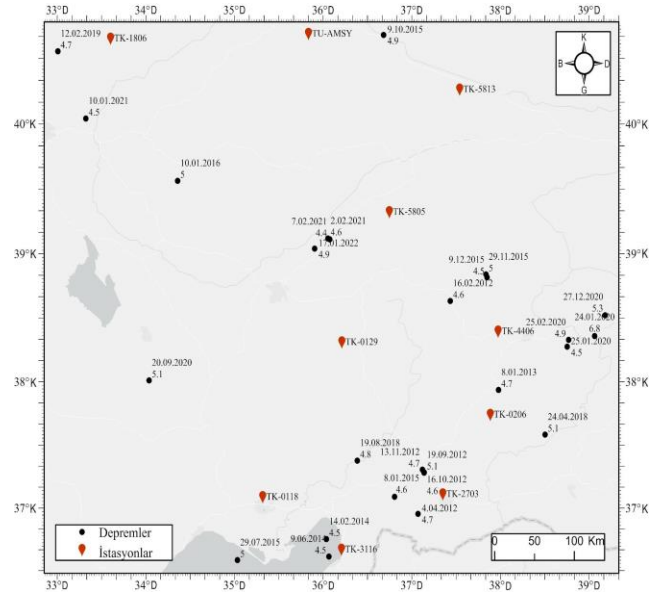 12.02.2019
4.7
TK-1806
TU-AMSY
9.10.2015
4.9
K
B
D
G
TK-5813
10.01.2021
4.5
40°K
40°K
10.01.2016
5
TK-5805
7.02.2021
2.02.2021
4.4
4.6
17.01.2022
4.9
39°K
39°K
9.12.2015
29.11.2015
4.5
5
16.02.2012
4.6
27.12.2020
5.3
24.01.2020
6.8
25.02.2020
4.9
25.01.2020
4.5
TK-4406
TK-0129
20.09.2020
5.1
38°K
38°K
8.01.2013
4.7
TK-0206
24.04.2018
5.1
19.08.2018
4.8
13.11.2012
4.7
19.09.2012
5.1
16.10.2012
4.6
8.01.2015
4.6
TK-2703
TK-0118
4.04.2012
4.7
37°K
37°K
14.02.2014
4.5
9.06.2014
4.5
TK-3116
29.07.2015
5
Depremler
İstasyonlar
0
50
100 Km
33°D
34°D
35°D
36°D
37°D
38°D
39°D